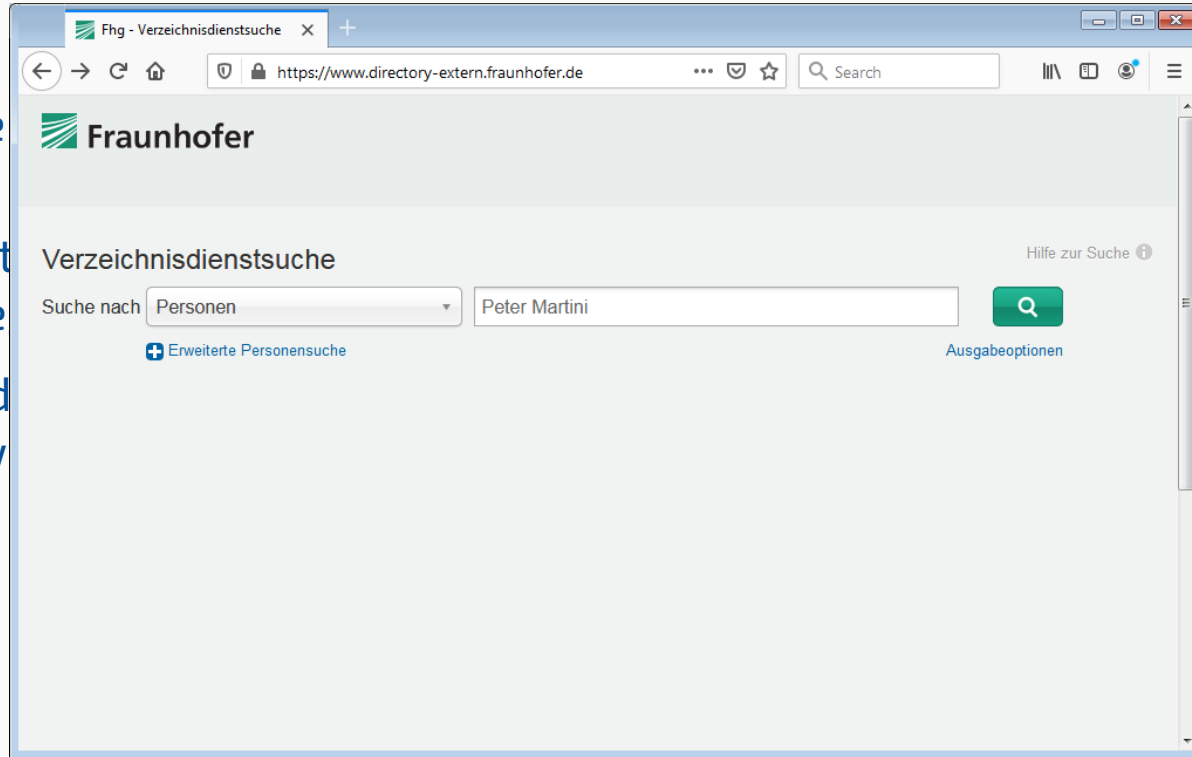 Fhg - Verzeichnisdienstsuche
https://www.directory-extern.fraunhofer.de
Search
Fraunhofer
Verzeichnisdienstsuche
Hilfe zur Suche
Suche nach Personen Peter Martini
Erweiterte Personensuche
Ausgabeoptionen